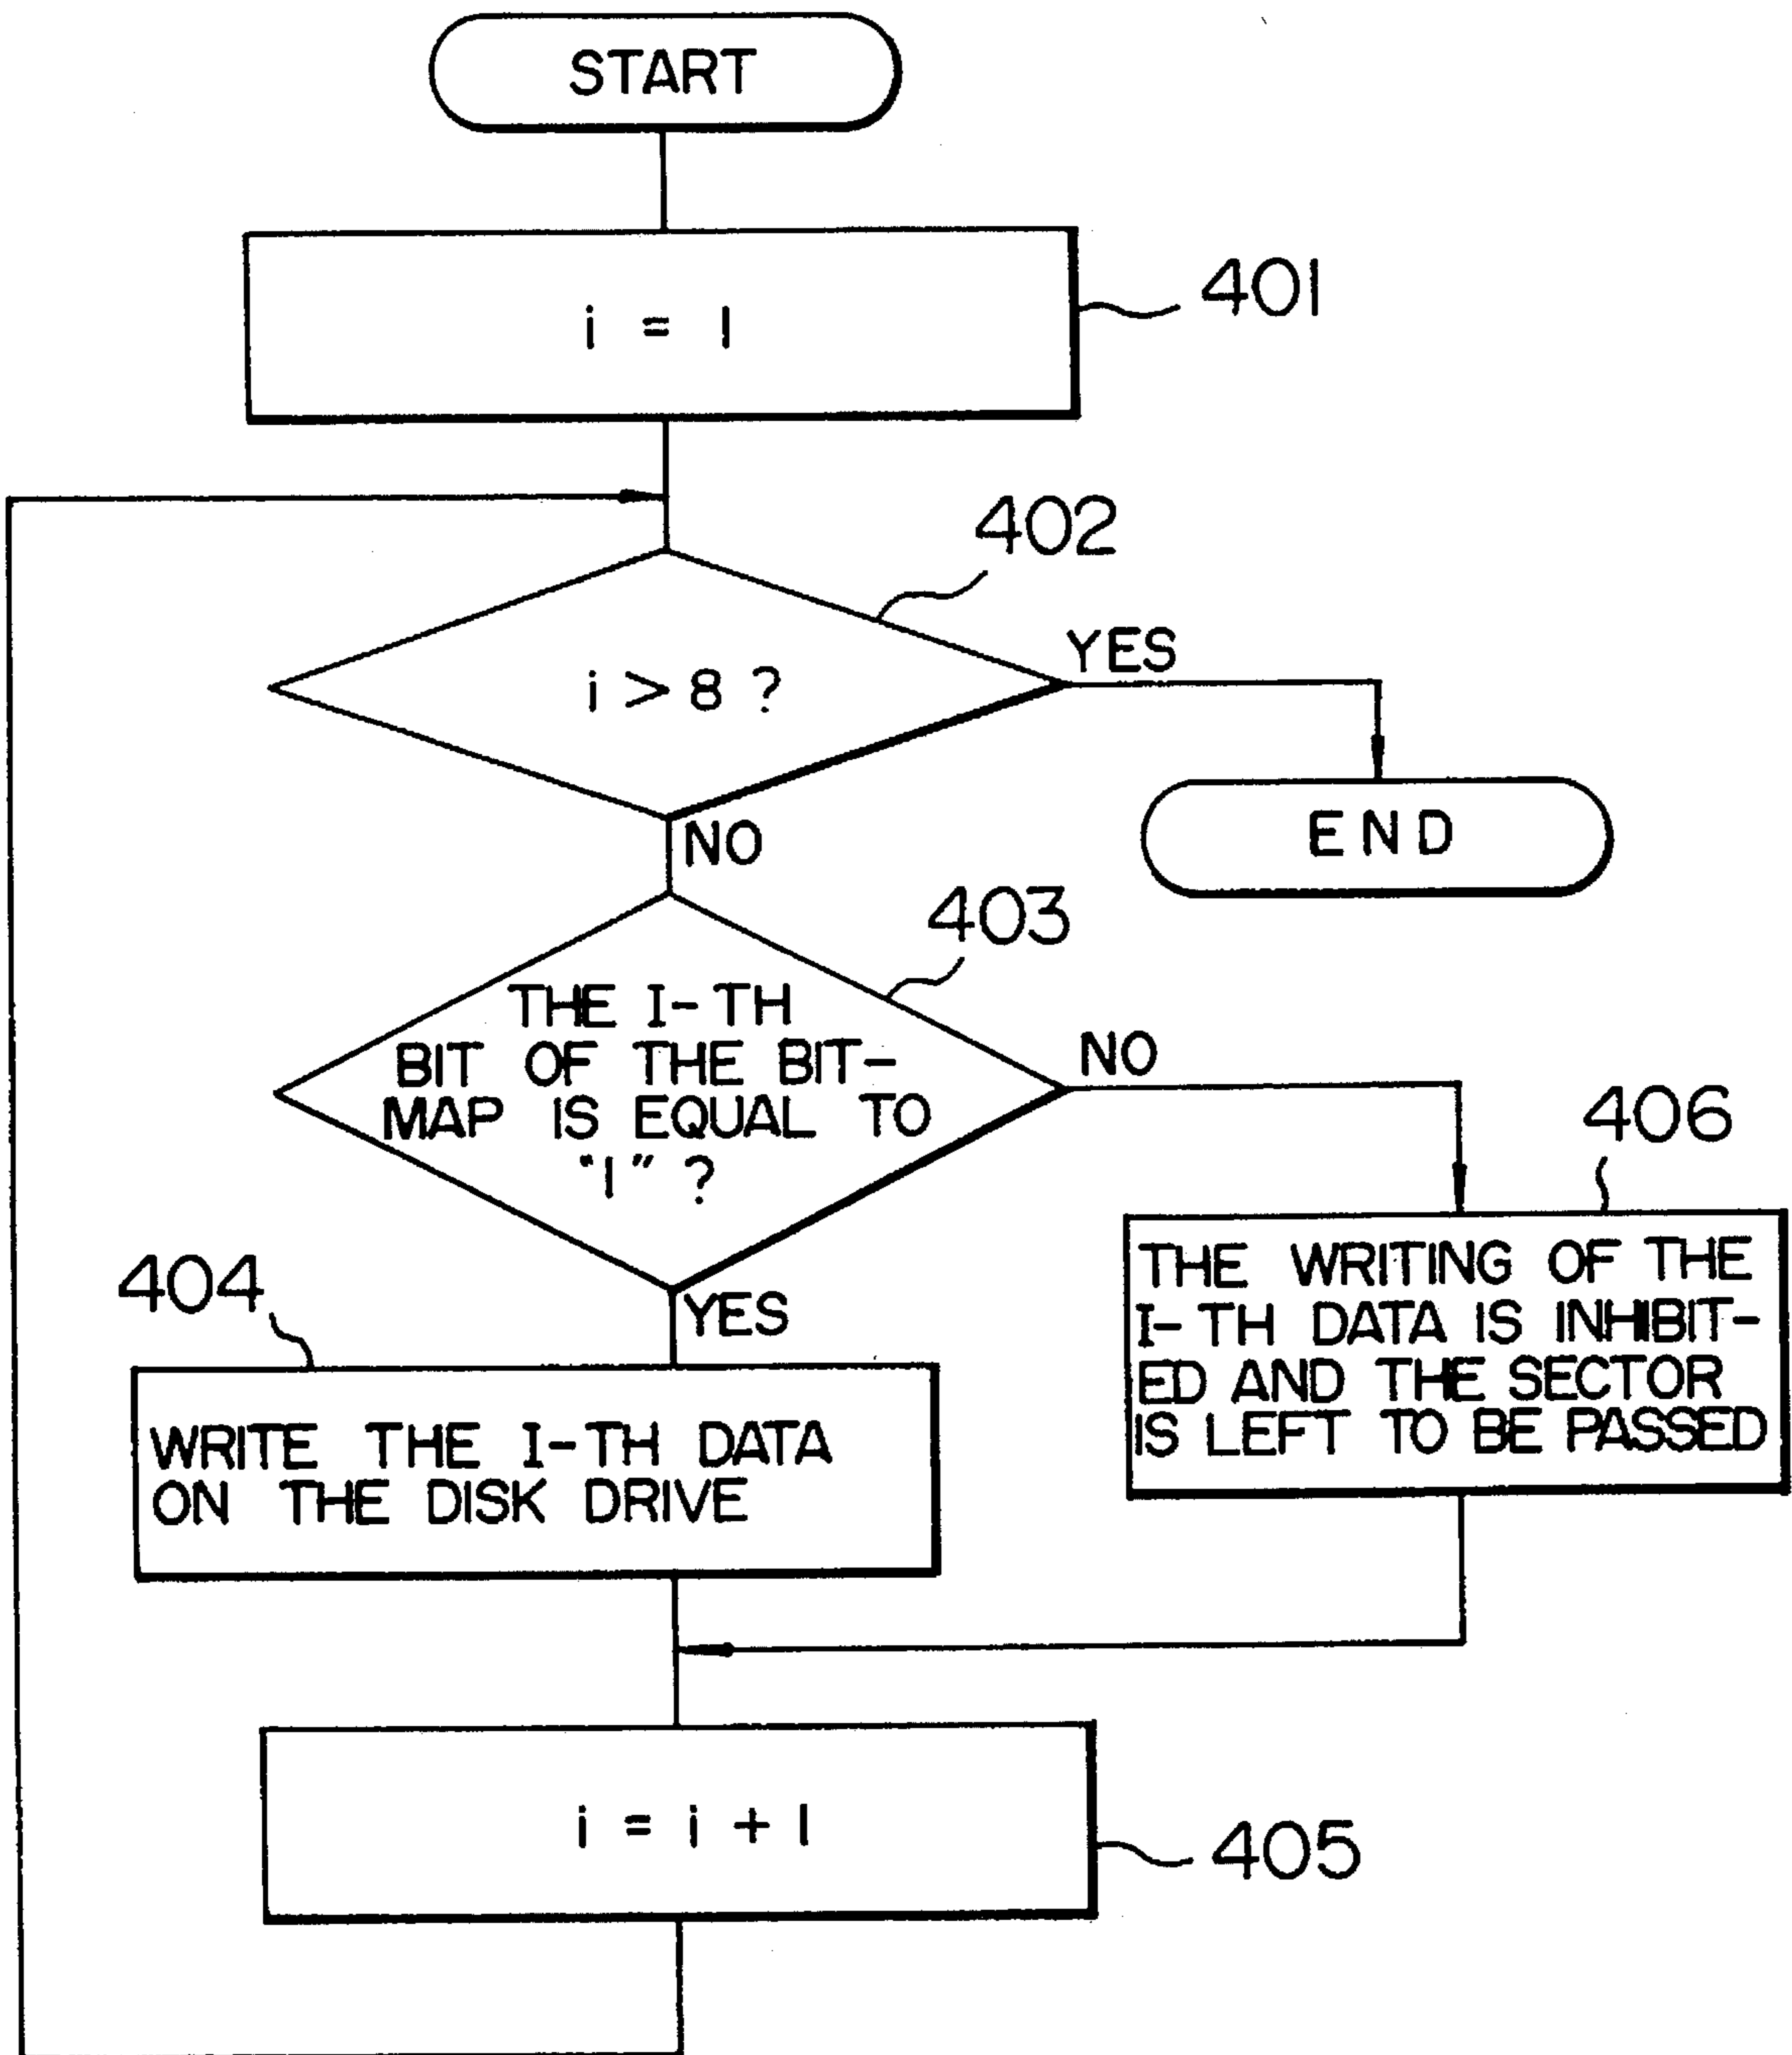 START
i = 1
401
402
i > 8 ?
YES
END
NO
403
THE I-TH
BIT OF THE BIT-
MAP IS EQUAL TO
"1" ?
NO
406
THE WRITING OF THE
I-TH DATA IS INHIBIT-
ED AND THE SECTOR
IS LEFT TO BE PASSED
YES
404
WRITE THE I-TH DATA
ON THE DISK DRIVE
i = i + 1
405